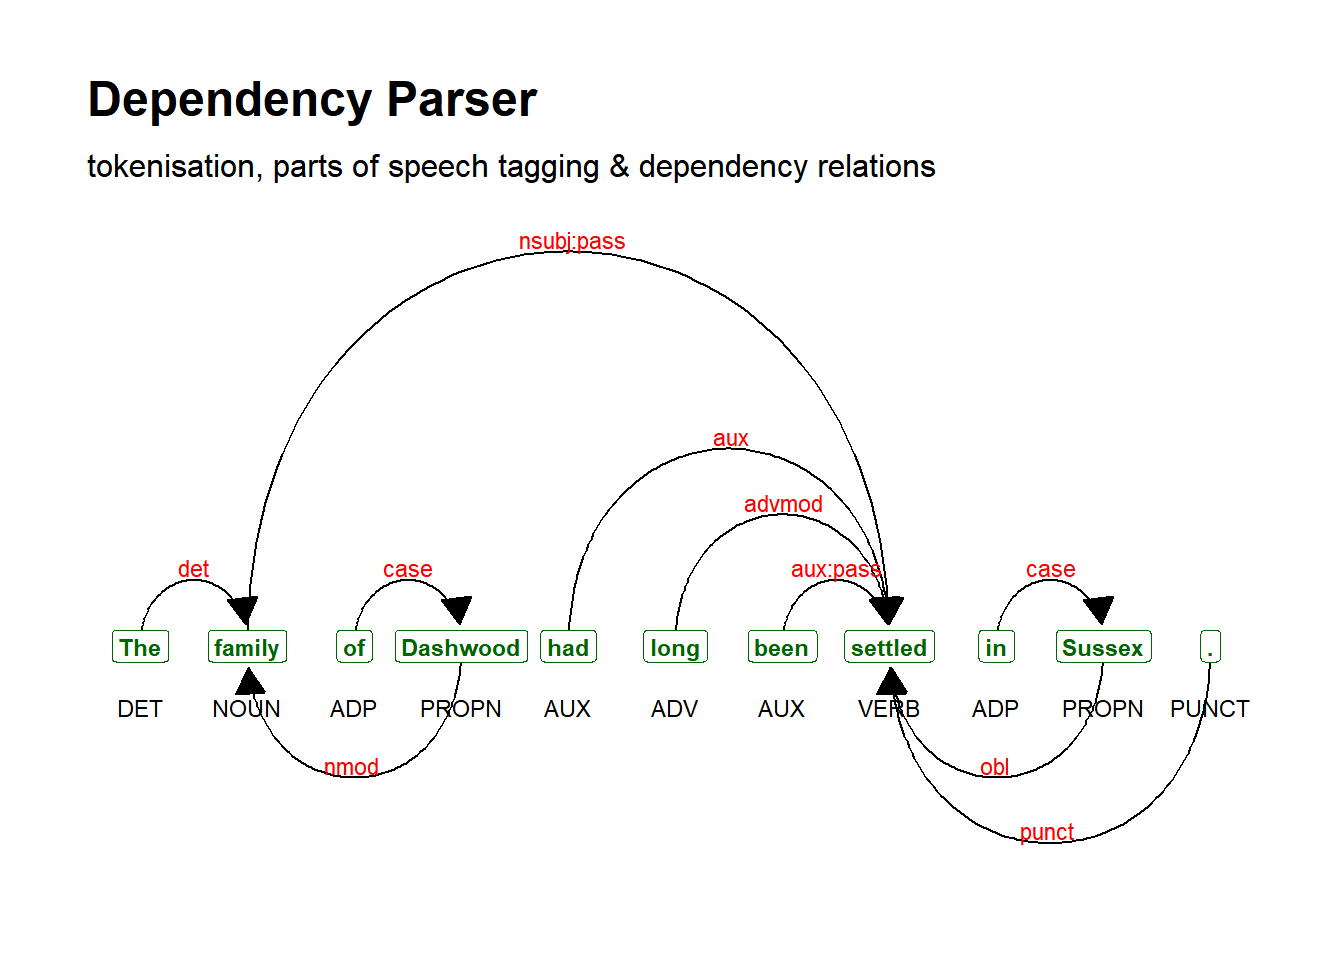 Dependency Parser
tokenisation, parts of speech tagging & dependency relations
nsubj:pass
aux
advmod
det case aux:pass case
The family of Dashwood had long been settled in Sussex .
DET NOUN ADP PROPN AUX ADV AUX VERB ADP PROPN PUNCT
nmod obl
punct